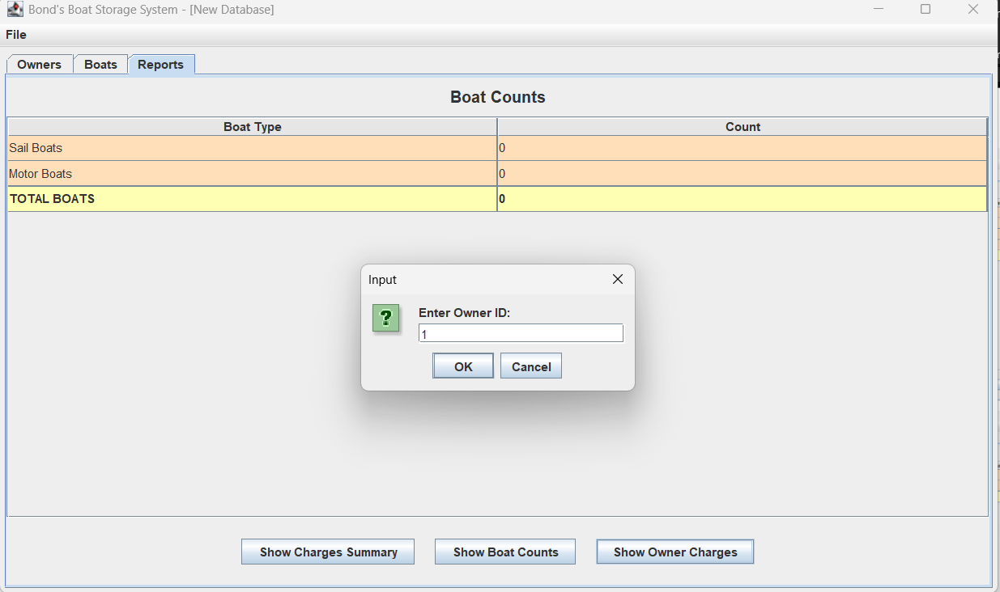 Bond's Boat Storage System - [New Database]
File
Owners Boats Reports
Boat Counts
Boat Type Count
Sail Boats 0
Motor Boats 0
TOTAL BOATS 0
Input
? Enter Owner ID:
1
OK Cancel
Show Charges Summary Show Boat Counts Show Owner Charges